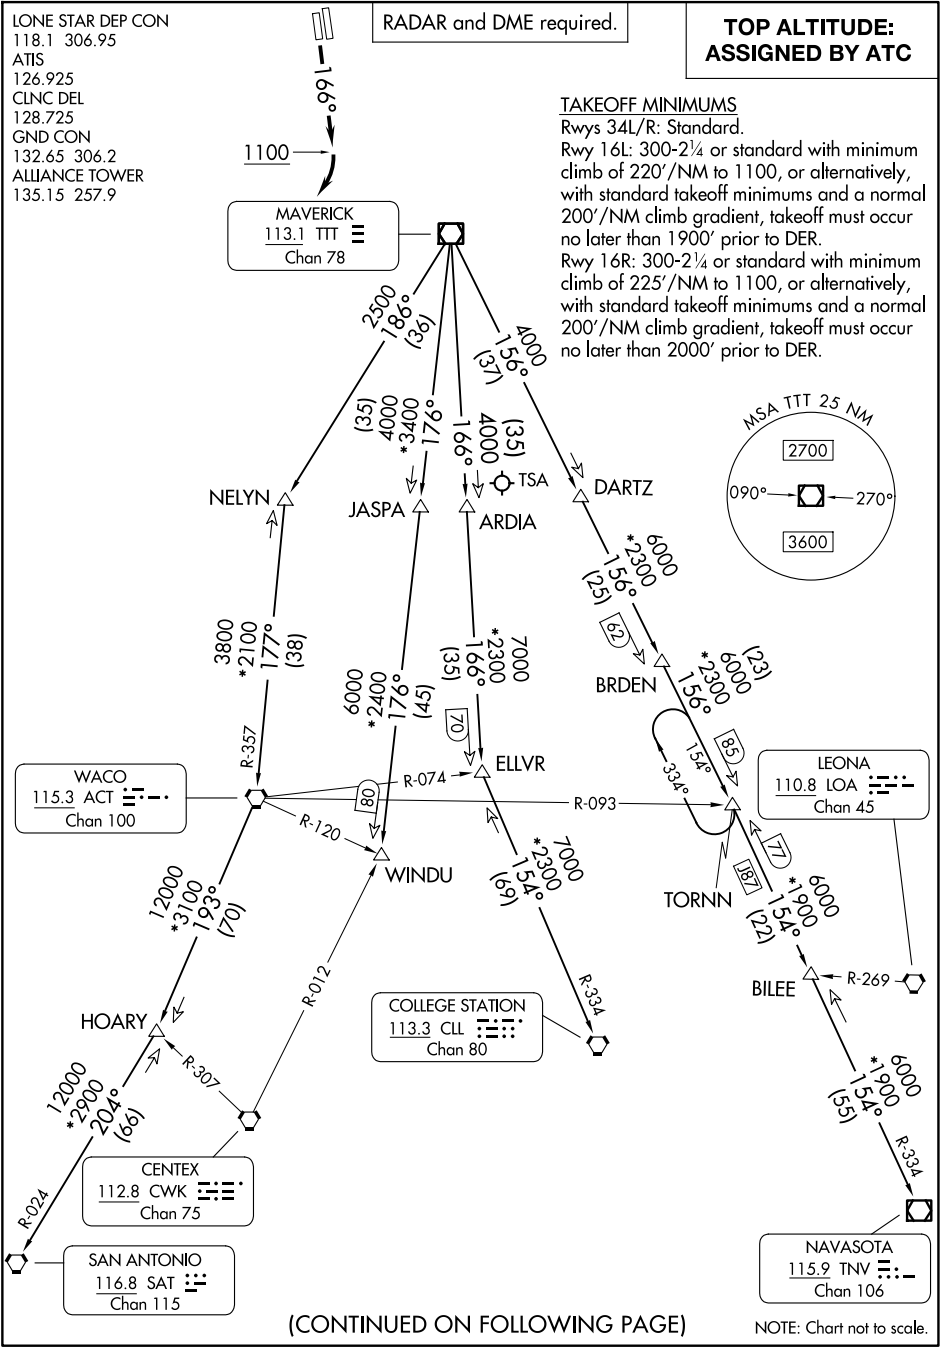 LONE STAR DEP CON
118.1 306.95
ATIS
126.925
CLNC DEL
128.725
GND CON
132.65 306.2
ALLIANCE TOWER
135.15 257.9
RADAR and DME required.
TOP ALTITUDE:
ASSIGNED BY ATC
166°
1100
TAKEOFF MINIMUMS
Rwys 34L/R: Standard.
Rwy 16L: 300-2¼ or standard with minimum
climb of 220'/NM to 1100, or alternatively,
with standard takeoff minimums and a normal
200'/NM climb gradient, takeoff must occur
no later than 1900' prior to DER.
Rwy 16R: 300-2¼ or standard with minimum
climb of 225'/NM to 1100, or alternatively,
with standard takeoff minimums and a normal
200'/NM climb gradient, takeoff must occur
no later than 2000' prior to DER.
MAVERICK
113.1 TTT
Chan 78
2500
186°
(36)
(35)
4000
*3400
176°
166°
4000
(35)
4000
156°
(37)
MSA TTT 25 NM
2700
090°
270°
3600
NELYN
JASPA
ARDIA
TSA
DARTZ
6000
*2300
156°
(25)
62
BRDEN
(23)
6000
*2300
156°
3800
*2100
177°
(38)
6000
*2400
176°
(45)
7000
*2300
166°
(35)
70
154°
334°
85
R-357
ELLVR
R-074
80
R-093
R-120
WACO
115.3 ACT
Chan 100
LEONA
110.8 LOA
Chan 45
WINDU
TORNN
77
J87
6000
*1900
154°
(22)
7000
*2300
154°
(69)
12000
*3100
193°
(70)
R-012
R-334
BILEE
R-269
HOARY
R-307
COLLEGE STATION
113.3 CLL
Chan 80
12000
*2900
204°
(66)
R-024
6000
*1900
154°
(55)
R-334
CENTEX
112.8 CWK
Chan 75
SAN ANTONIO
116.8 SAT
Chan 115
NAVASOTA
115.9 TNV
Chan 106
(CONTINUED ON FOLLOWING PAGE)
NOTE: Chart not to scale.